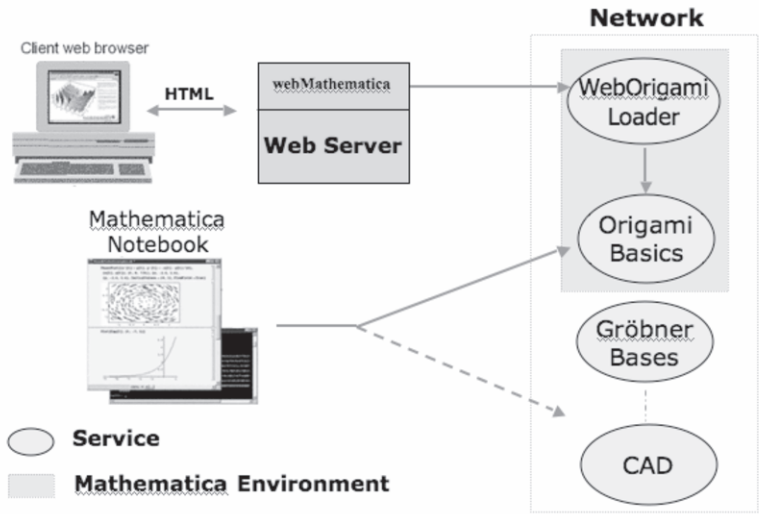 Network
Client web browser
HTML
webMathematica
Web Server
WebOrigami
Loader
Origami
Basics
Mathematica
Notebook
Gröbner
Bases
CAD
Service
Mathematica Environment